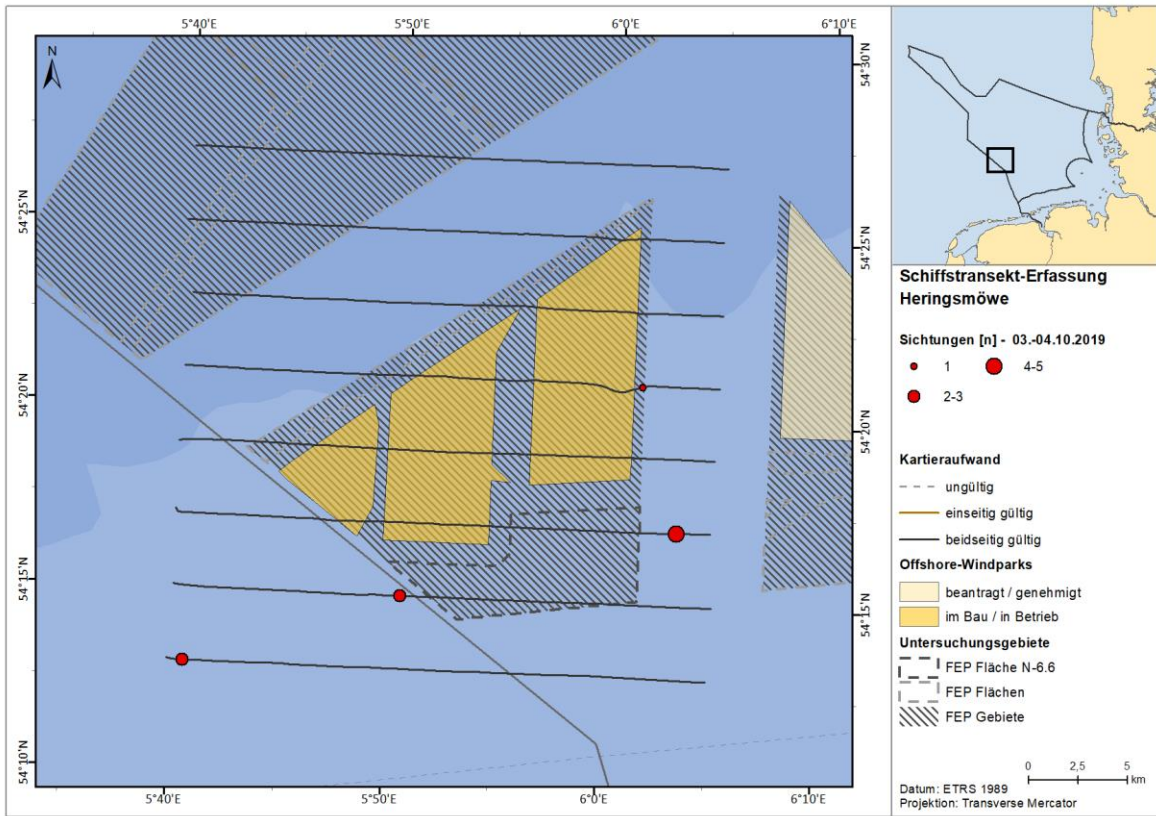 5°40'E
5°50'E
6°0'E
6°10'E
N
54°30'N
54°25'N
54°25'N
54°20'N
54°20'N
54°15'N
54°15'N
54°10'N
5°40'E
5°50'E
6°0'E
6°10'E
Schiffstransekt-Erfassung
Heringsmöwe
Sichtungen [n] - 03.-04.10.2019
1
4-5
2-3
Kartieraufwand
ungültig
einseitig gültig
beidseitig gültig
Offshore-Windparks
beantragt / genehmigt
im Bau / in Betrieb
Untersuchungsgebiete
FEP Fläche N-6.6
FEP Flächen
FEP Gebiete
0 2,5 5
km
Datum: ETRS 1989
Projektion: Transverse Mercator